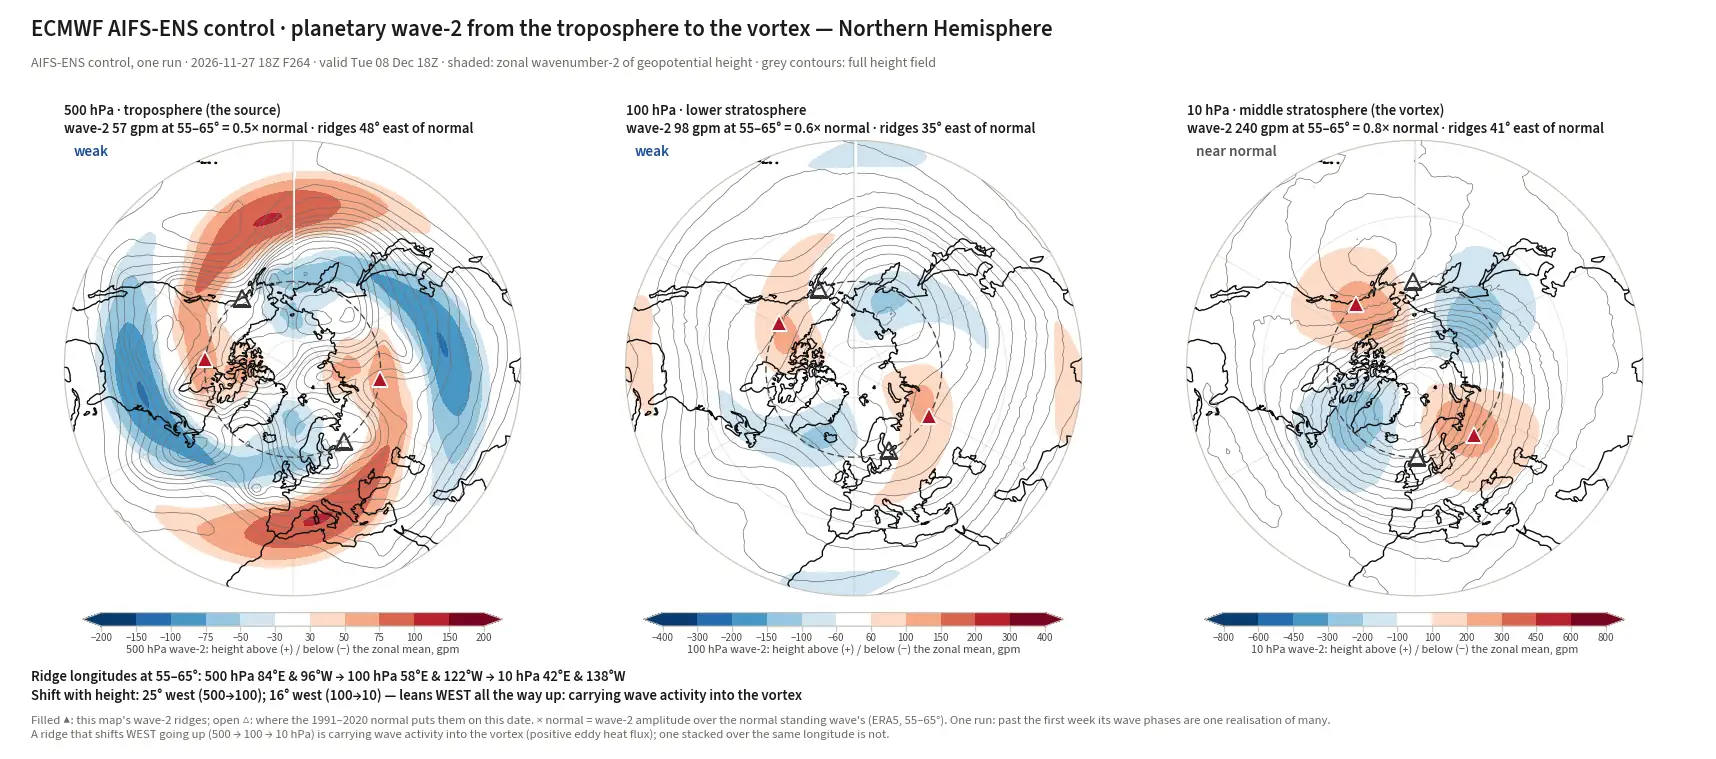 ECMWF AIFS-ENS control · planetary wave-2 from the troposphere to the vortex — Northern Hemisphere
AIFS-ENS control, one run · 2026-11-27 18Z F264 · valid Tue 08 Dec 18Z · shaded: zonal wavenumber-2 of geopotential height · grey contours: full height field
500 hPa · troposphere (the source)
wave-2 57 gpm at 55–65° = 0.5× normal · ridges 48° east of normal
weak
100 hPa · lower stratosphere
wave-2 98 gpm at 55–65° = 0.6× normal · ridges 35° east of normal
weak
10 hPa · middle stratosphere (the vortex)
wave-2 240 gpm at 55–65° = 0.8× normal · ridges 41° east of normal
near normal
−200 −150 −100 −75 −50 −30 30 50 75 100 150 200
500 hPa wave-2: height above (+) / below (−) the zonal mean, gpm
−400 −300 −200 −150 −100 −60 60 100 150 200 300 400
100 hPa wave-2: height above (+) / below (−) the zonal mean, gpm
−800 −600 −450 −300 −200 −100 100 200 300 450 600 800
10 hPa wave-2: height above (+) / below (−) the zonal mean, gpm
Ridge longitudes at 55–65°: 500 hPa 84°E & 96°W → 100 hPa 58°E & 122°W → 10 hPa 42°E & 138°W
Shift with height: 25° west (500→100); 16° west (100→10) — leans WEST all the way up: carrying wave activity into the vortex
Filled ▲: this map's wave-2 ridges; open △: where the 1991–2020 normal puts them on this date. × normal = wave-2 amplitude over the normal standing wave's (ERA5, 55–65°). One run: past the first week its wave phases are one realisation of many.
A ridge that shifts WEST going up (500 → 100 → 10 hPa) is carrying wave activity into the vortex (positive eddy heat flux); one stacked over the same longitude is not.